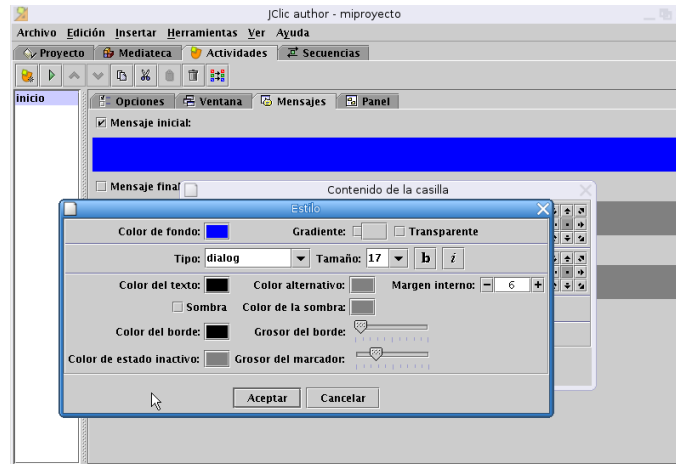 JClic author - miproyecto
Archivo Edición Insertar Herramientas Ver Ayuda
Proyecto Mediateca Actividades Secuencias
inicio
Opciones Ventana Mensajes Panel
Mensaje inicial:
Mensaje final
Contenido de la casilla
Estilo
Color de fondo: Gradiente: Transparente
Tipo: dialog Tamaño: 17 b i
Color del texto: Color alternativo: Margen interno: 6
Sombra Color de la sombra:
Color del borde: Grosor del borde:
Color de estado inactivo: Grosor del marcador:
Aceptar Cancelar